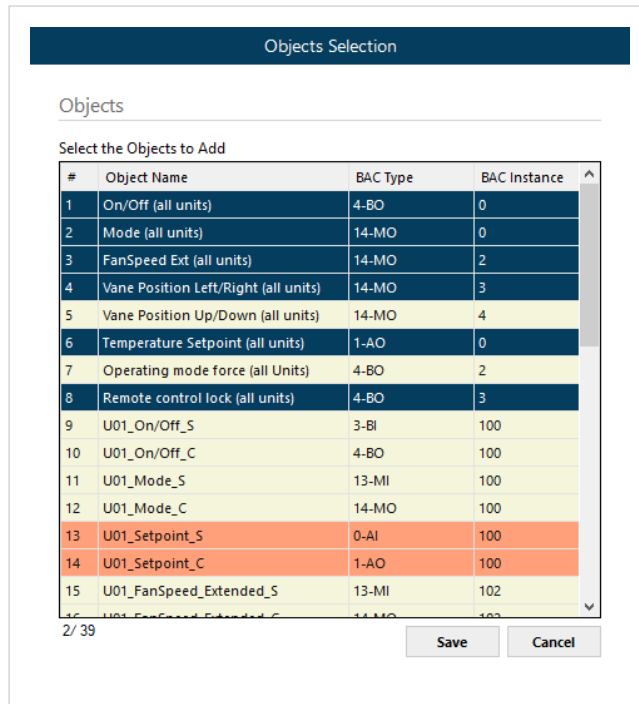 Objects Selection
Objects
Select the Objects to Add
# Object Name BAC Type BAC Instance
1 On/Off (all units) 4-BO 0
2 Mode (all units) 14-MO 0
3 FanSpeed Ext (all units) 14-MO 2
4 Vane Position Left/Right (all units) 14-MO 3
5 Vane Position Up/Down (all units) 14-MO 4
6 Temperature Setpoint (all units) 1-AO 0
7 Operating mode force (all Units) 4-BO 2
8 Remote control lock (all units) 4-BO 3
9 U01_On/Off_S 3-BI 100
10 U01_On/Off_C 4-BO 100
11 U01_Mode_S 13-MI 100
12 U01_Mode_C 14-MO 100
13 U01_Setpoint_S 0-AI 100
14 U01_Setpoint_C 1-AO 100
15 U01_FanSpeed_Extended_S 13-MI 102
16 U01_FanSpeed_Extended_C 14-MO 102
2/ 39
Save Cancel